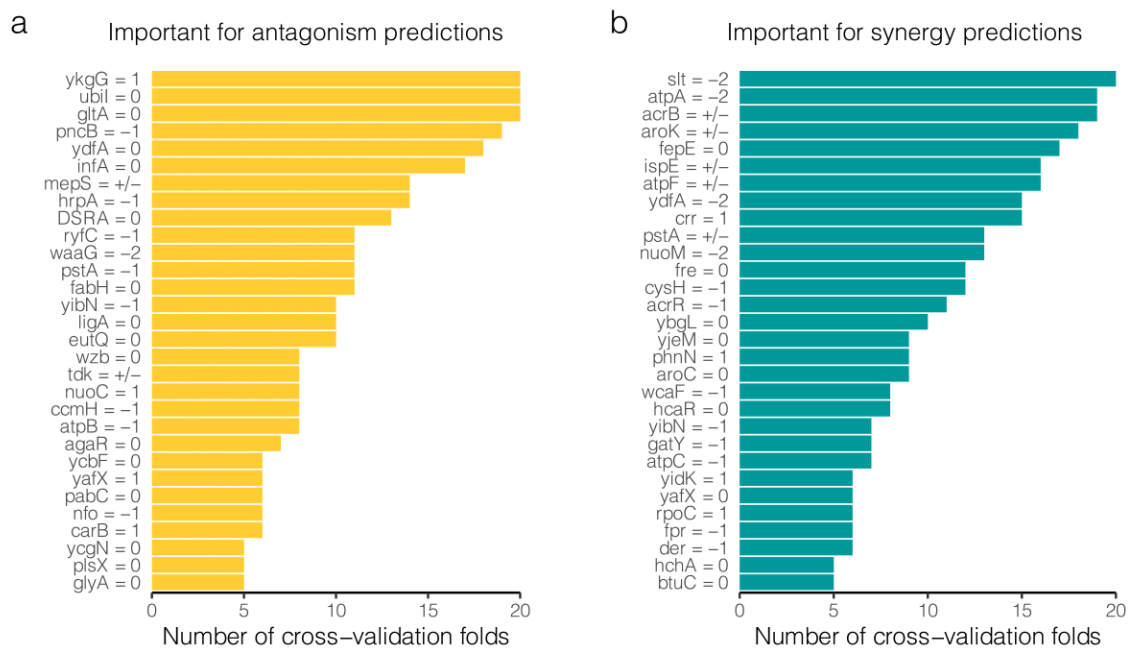 a
Important for antagonism predictions
ykgG = 1
ubiI = 0
gltA = 0
pncB = −1
ydfA = 0
infA = 0
mepS = +/−
hrpA = −1
DSRA = 0
ryfC = −1
waaG = −2
pstA = −1
fabH = 0
yibN = −1
ligA = 0
eutQ = 0
wzb = 0
tdk = +/−
nuoC = 1
ccmH = −1
atpB = −1
agaR = 0
ycbF = 0
yafX = 1
pabC = 0
nfo = −1
carB = 1
ycgN = 0
plsX = 0
glyA = 0
0 5 10 15 20
Number of cross−validation folds
b
Important for synergy predictions
slt = −2
atpA = −2
acrB = +/−
aroK = +/−
fepE = 0
ispE = +/−
atpF = +/−
ydfA = −2
crr = 1
pstA = +/−
nuoM = −2
fre = 0
cysH = −1
acrR = −1
ybgL = 0
yjeM = 0
phnN = 1
aroC = 0
wcaF = −1
hcaR = 0
yibN = −1
gatY = −1
atpC = −1
yidK = 1
yafX = 0
rpoC = 1
fpr = −1
der = −1
hchA = 0
btuC = 0
0 5 10 15 20
Number of cross−validation folds